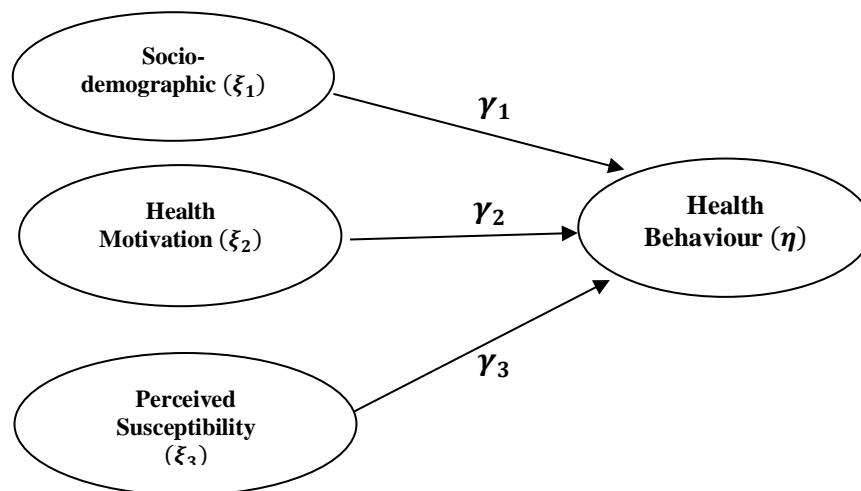 Socio-
demographic (ξ₁)
γ₁
Health
Motivation (ξ₂)
γ₂
Health
Behaviour (η)
γ₃
Perceived
Susceptibility
(ξ₃)